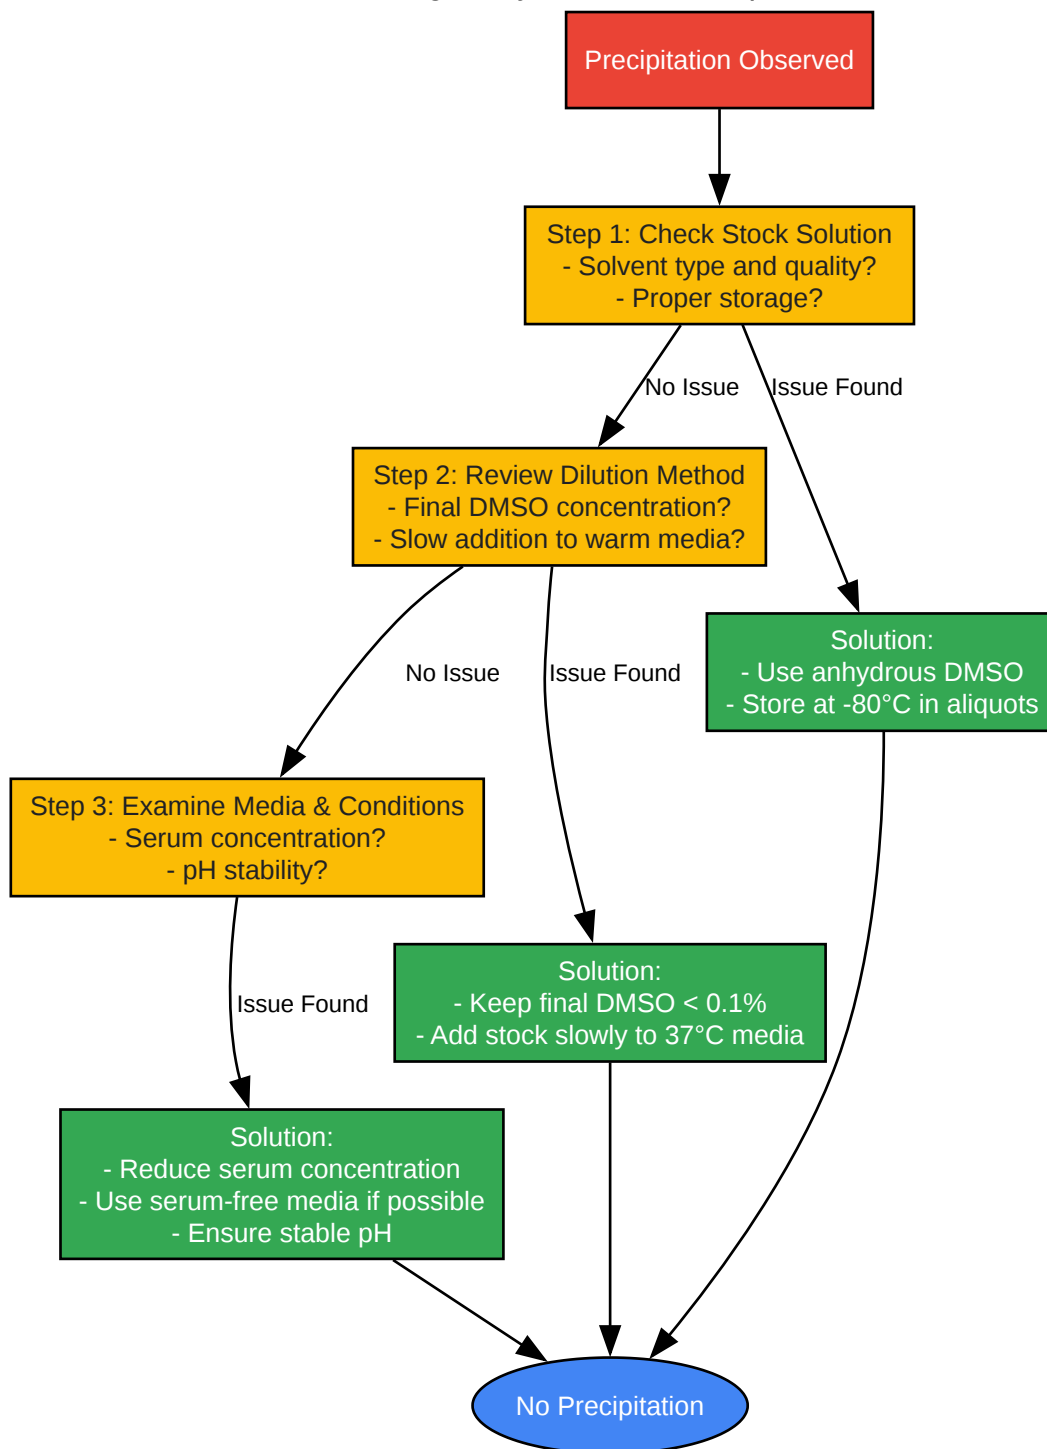 Precipitation Observed
Step 1: Check Stock Solution
- Solvent type and quality?
- Proper storage?
No Issue
Issue Found
Step 2: Review Dilution Method
- Final DMSO concentration?
- Slow addition to warm media?
Solution:
- Use anhydrous DMSO
- Store at -80°C in aliquots
No Issue
Issue Found
Step 3: Examine Media & Conditions
- Serum concentration?
- pH stability?
Solution:
- Keep final DMSO < 0.1%
- Add stock slowly to 37°C media
Issue Found
Solution:
- Reduce serum concentration
- Use serum-free media if possible
- Ensure stable pH
No Precipitation